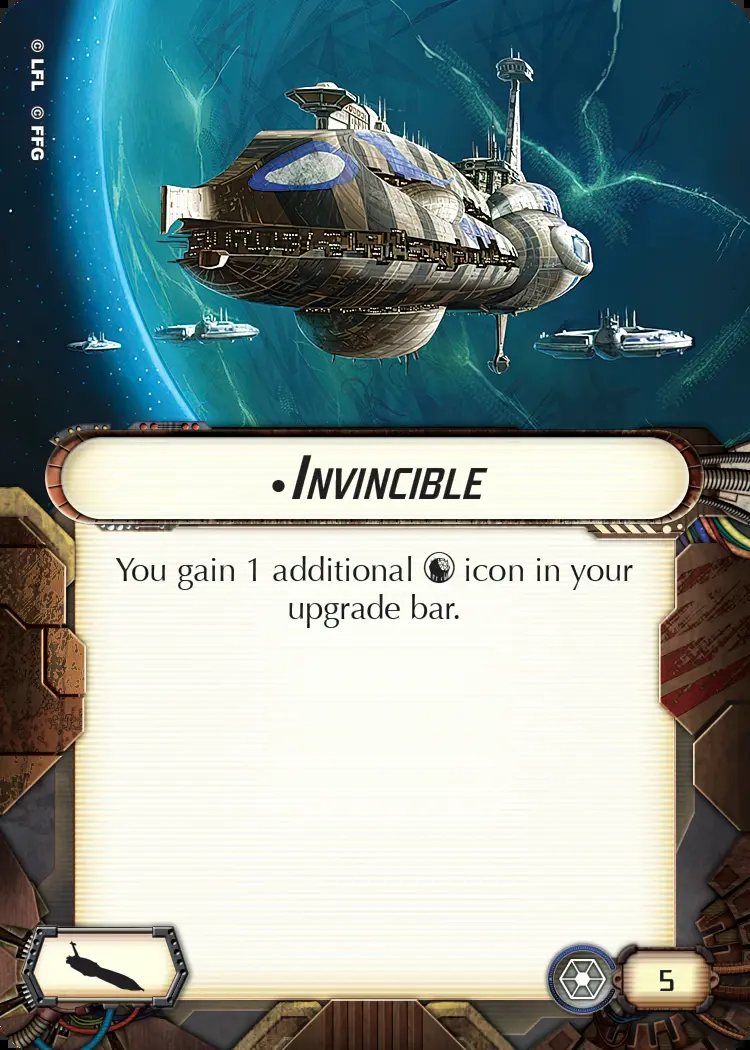 © LFL © FFG
•Invincible
You gain 1 additional icon in your
upgrade bar.
5